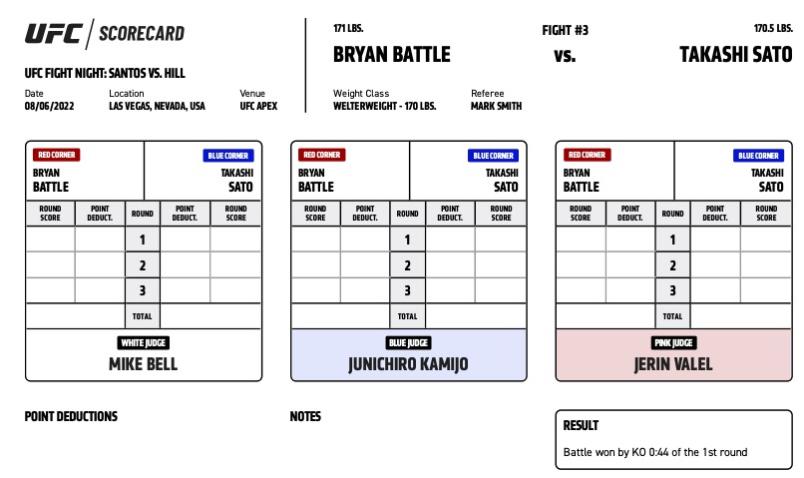 UFC / SCORECARD
UFC FIGHT NIGHT: SANTOS VS. HILL
Date Location Venue
08/06/2022 LAS VEGAS, NEVADA, USA UFC APEX
171 LBS. FIGHT #3 170.5 LBS.
BRYAN BATTLE VS. TAKASHI SATO
Weight Class Referee
WELTERWEIGHT - 170 LBS. MARK SMITH
RED CORNER BLUE CORNER
BRYAN TAKASHI
BATTLE SATO
ROUND POINT ROUND POINT ROUND
SCORE DEDUCT. DEDUCT. SCORE
1
2
3
TOTAL
WHITE JUDGE
MIKE BELL
RED CORNER BLUE CORNER
BRYAN TAKASHI
BATTLE SATO
ROUND POINT ROUND POINT ROUND
SCORE DEDUCT. DEDUCT. SCORE
1
2
3
TOTAL
BLUE JUDGE
JUNICHIRO KAMIJO
RED CORNER BLUE CORNER
BRYAN TAKASHI
BATTLE SATO
ROUND POINT ROUND POINT ROUND
SCORE DEDUCT. DEDUCT. SCORE
1
2
3
TOTAL
PINK JUDGE
JERIN VALEL
POINT DEDUCTIONS
NOTES
RESULT
Battle won by KO 0:44 of the 1st round